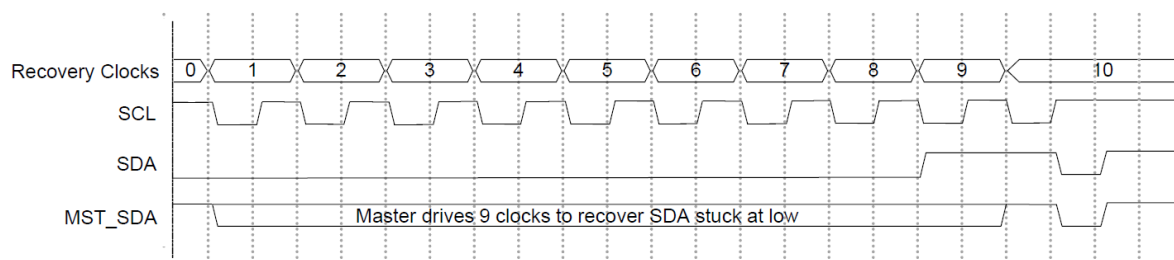 Recovery Clocks 0 1 2 3 4 5 6 7 8 9 10
SCL
SDA
MST_SDA Master drives 9 clocks to recover SDA stuck at low